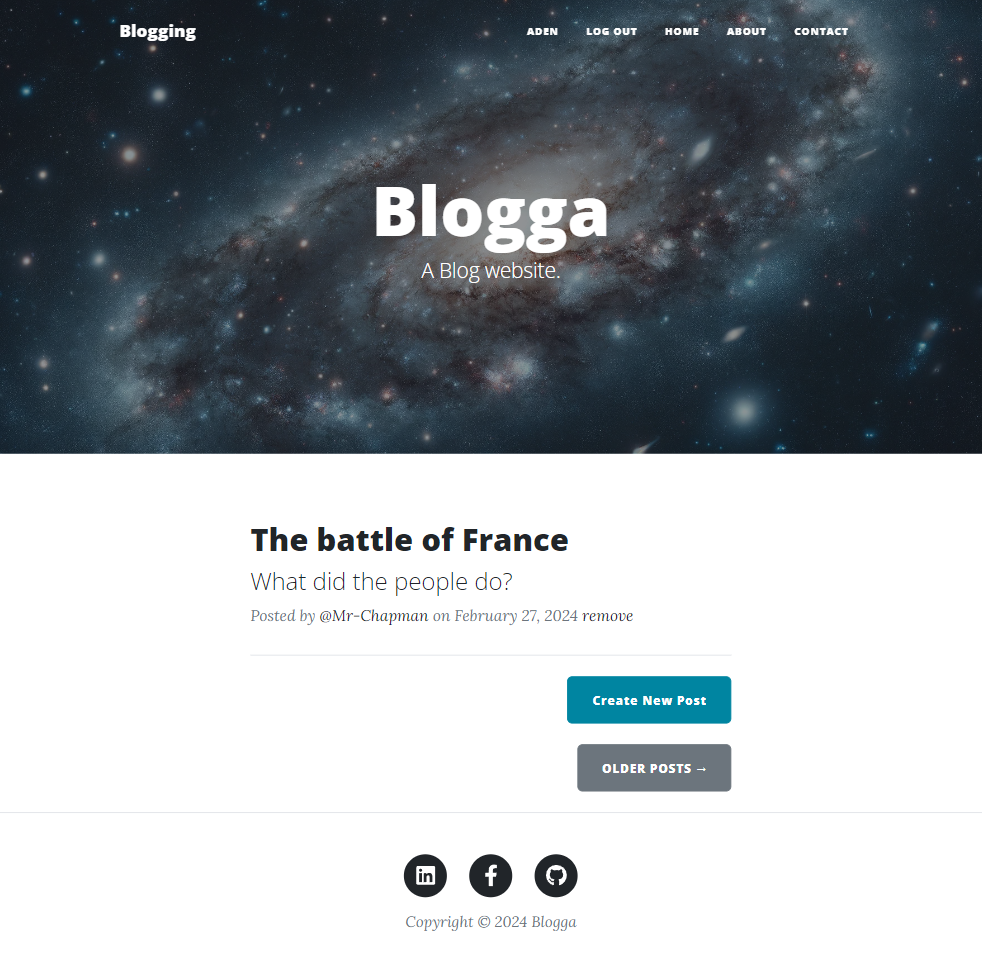 Blogging ADEN LOG OUT HOME ABOUT CONTACT
Blogga
A Blog website.
The battle of France
What did the people do?
Posted by @Mr-Chapman on February 27, 2024 remove
Create New Post
OLDER POSTS →
Copyright © 2024 Blogga